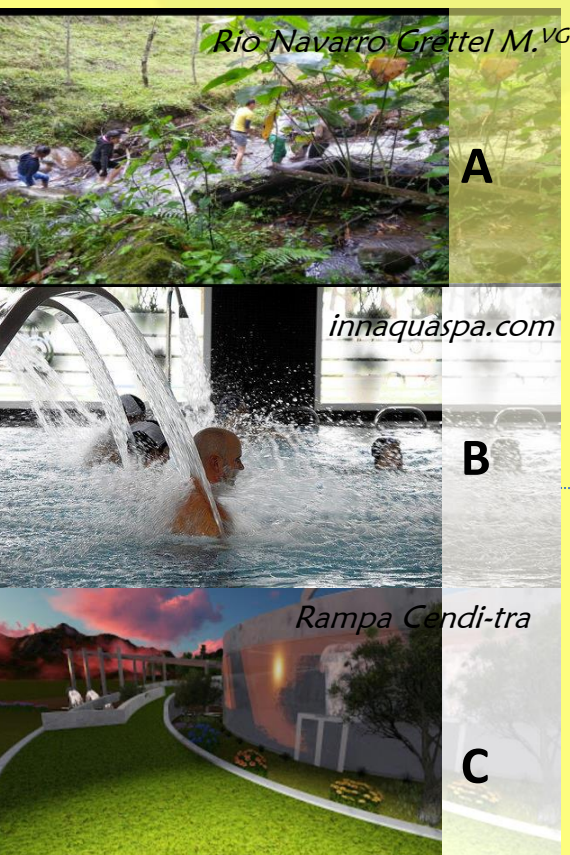 Rio Navarro Gréttel M.VG
A
innaquaspa.com
B
Rampa Cendi-tra
C